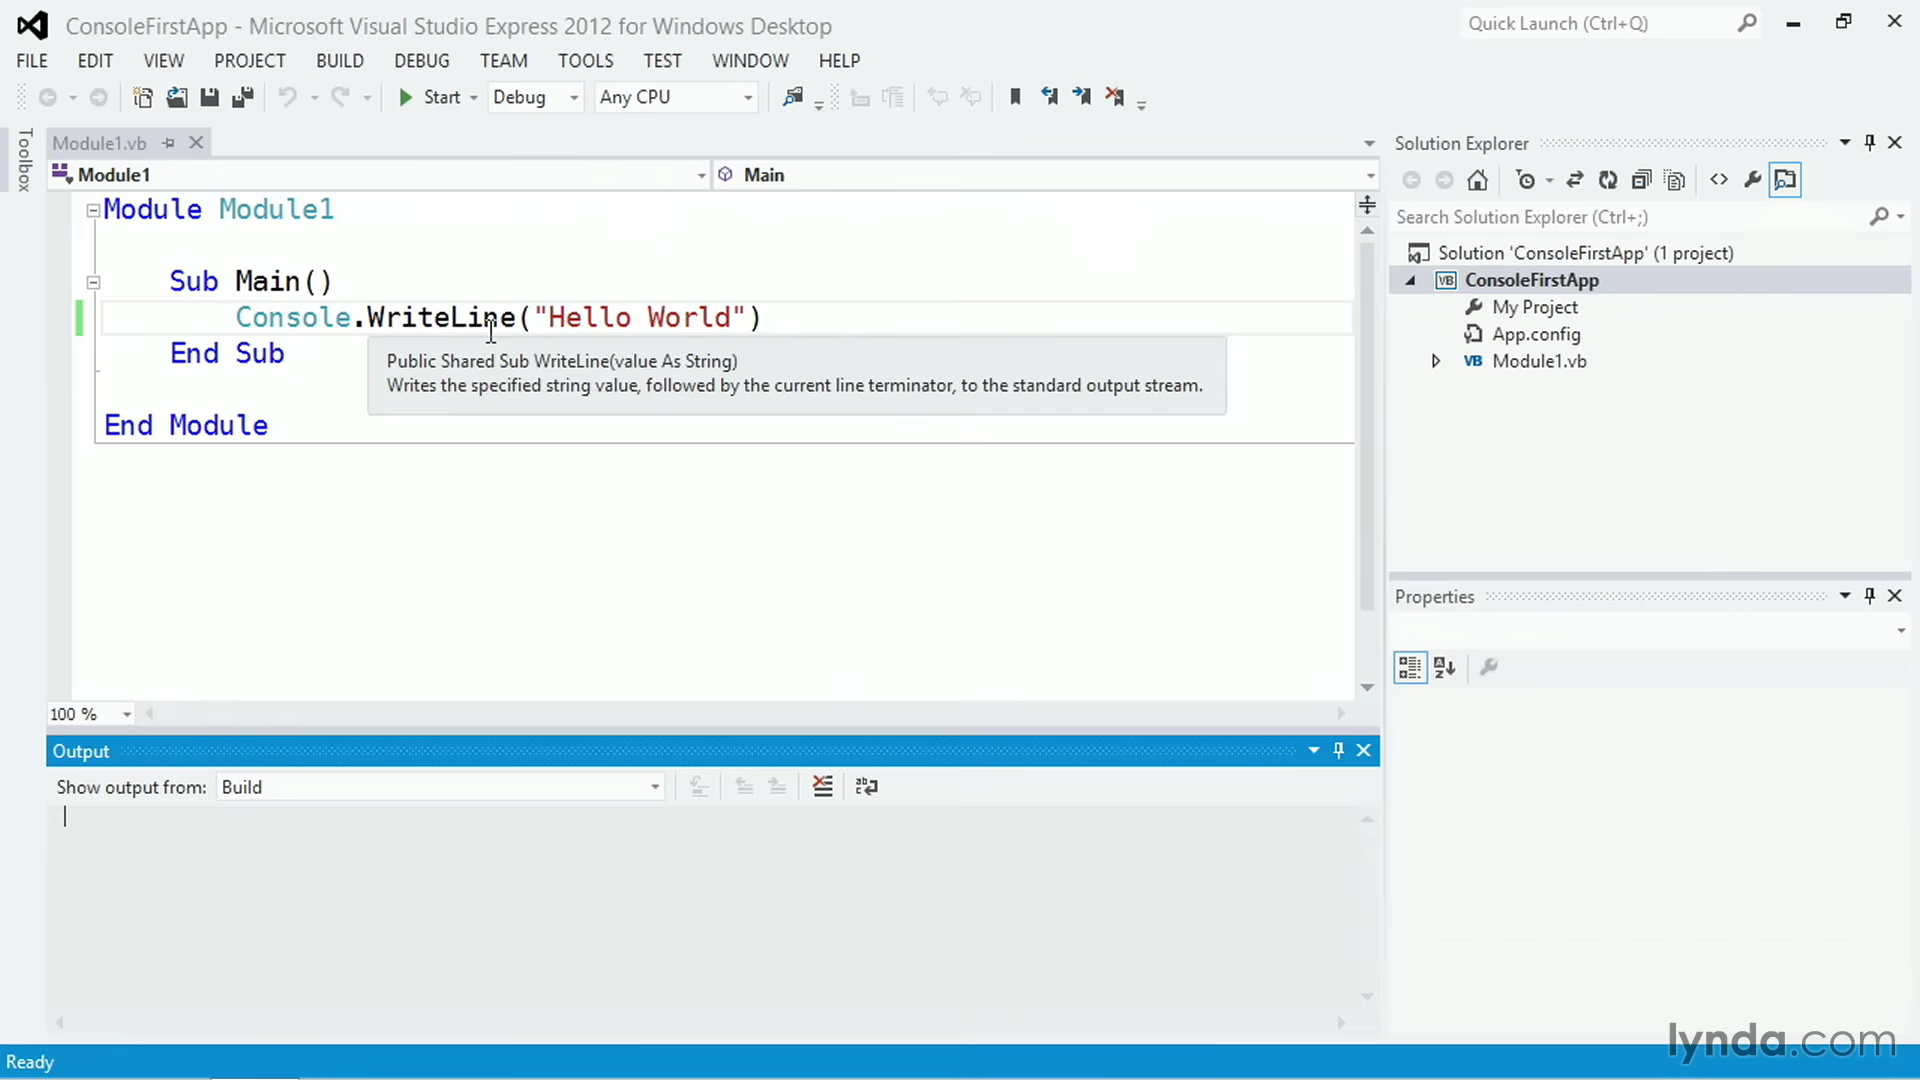 ConsoleFirstApp - Microsoft Visual Studio Express 2012 for Windows Desktop
Quick Launch (Ctrl+Q)
FILE EDIT VIEW PROJECT BUILD DEBUG TEAM TOOLS TEST WINDOW HELP
Start Debug Any CPU
Toolbox
Module1.vb
Module1 Main
Module Module1
Sub Main()
Console.WriteLine("Hello World")
End Sub
Public Shared Sub WriteLine(value As String)
Writes the specified string value, followed by the current line terminator, to the standard output stream.
End Module
100 %
Output
Show output from: Build
Solution Explorer
Search Solution Explorer (Ctrl+;)
Solution 'ConsoleFirstApp' (1 project)
VB ConsoleFirstApp
My Project
App.config
VB Module1.vb
Properties
Ready
lynda.com